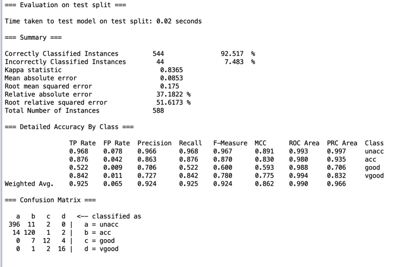 === Evaluation on test split ===
Time taken to test model on test split: 0.02 seconds
=== Summary ===
Correctly Classified Instances 544 92.517 %
Incorrectly Classified Instances 44 7.483 %
Kappa statistic 0.8365
Mean absolute error 0.0853
Root mean squared error 0.175
Relative absolute error 37.1822 %
Root relative squared error 51.6173 %
Total Number of Instances 588
=== Detailed Accuracy By Class ===
TP Rate FP Rate Precision Recall F-Measure MCC ROC Area PRC Area Class
0.968 0.078 0.966 0.968 0.967 0.891 0.993 0.997 unacc
0.876 0.042 0.863 0.876 0.870 0.830 0.980 0.935 acc
0.522 0.009 0.706 0.522 0.600 0.593 0.988 0.706 good
0.842 0.011 0.727 0.842 0.780 0.775 0.994 0.832 vgood
Weighted Avg. 0.925 0.065 0.924 0.925 0.924 0.862 0.990 0.966
=== Confusion Matrix ===
a b c d <-- classified as
396 11 2 0 | a = unacc
14 120 1 2 | b = acc
0 7 12 4 | c = good
0 1 2 16 | d = vgood